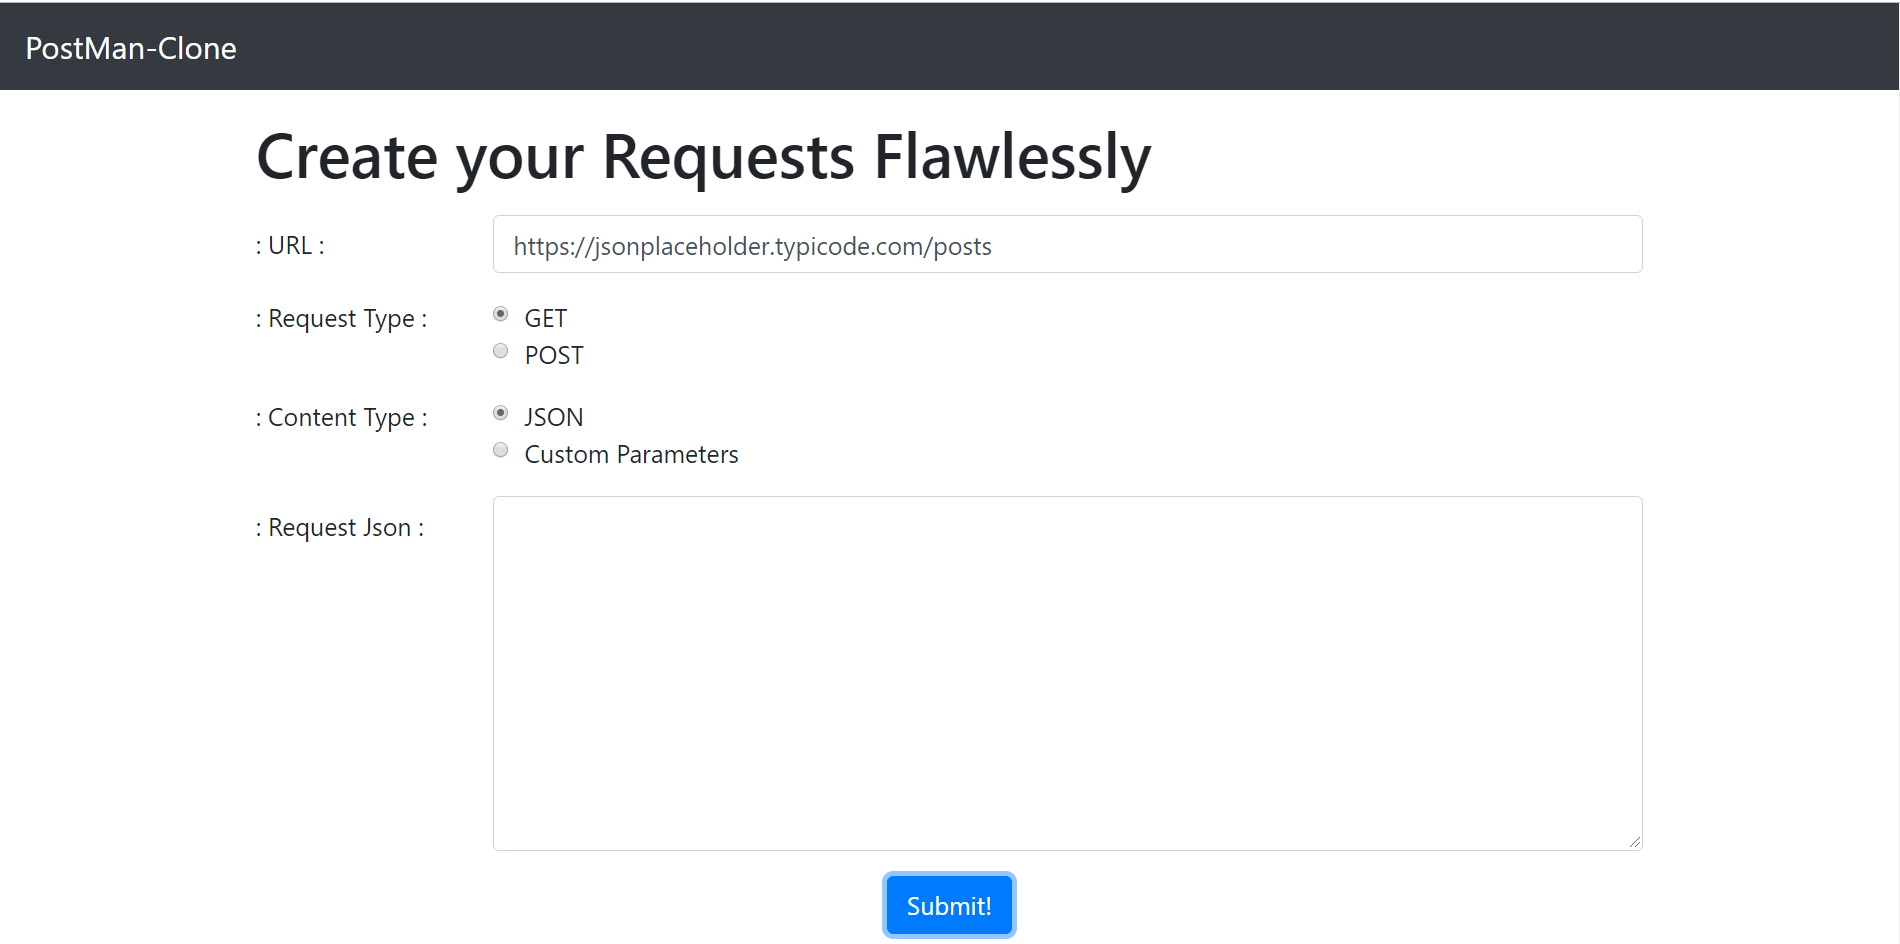 PostMan-Clone
Create your Requests Flawlessly
: URL :
https://jsonplaceholder.typicode.com/posts
: Request Type :
GET
POST
: Content Type :
JSON
Custom Parameters
: Request Json :
Submit!